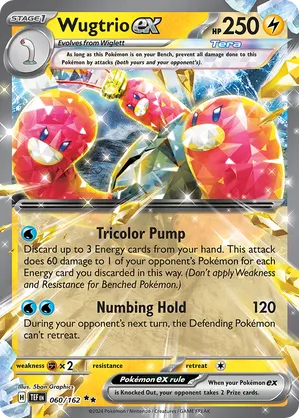 STAGE 1 Wugtrio ex HP 250
Evolves from Wiglett
Tera
As long as this Pokémon is on your Bench, prevent all damage done to this
Pokémon by attacks (both yours and your opponent's).
Tricolor Pump
Discard up to 3 Energy cards from your hand. This attack
does 60 damage to 1 of your opponent's Pokémon for each
Energy card you discarded in this way. (Don't apply Weakness
and Resistance for Benched Pokémon.)
Numbing Hold 120
During your opponent's next turn, the Defending Pokémon
can't retreat.
weakness ×2 resistance retreat
Illus. 5ban Graphics
Pokémon ex rule
When your Pokémon ex
is Knocked Out, your opponent takes 2 Prize cards.
H TEF EN 060/162 ★★
©2024 Pokémon / Nintendo / Creatures / GAME FREAK